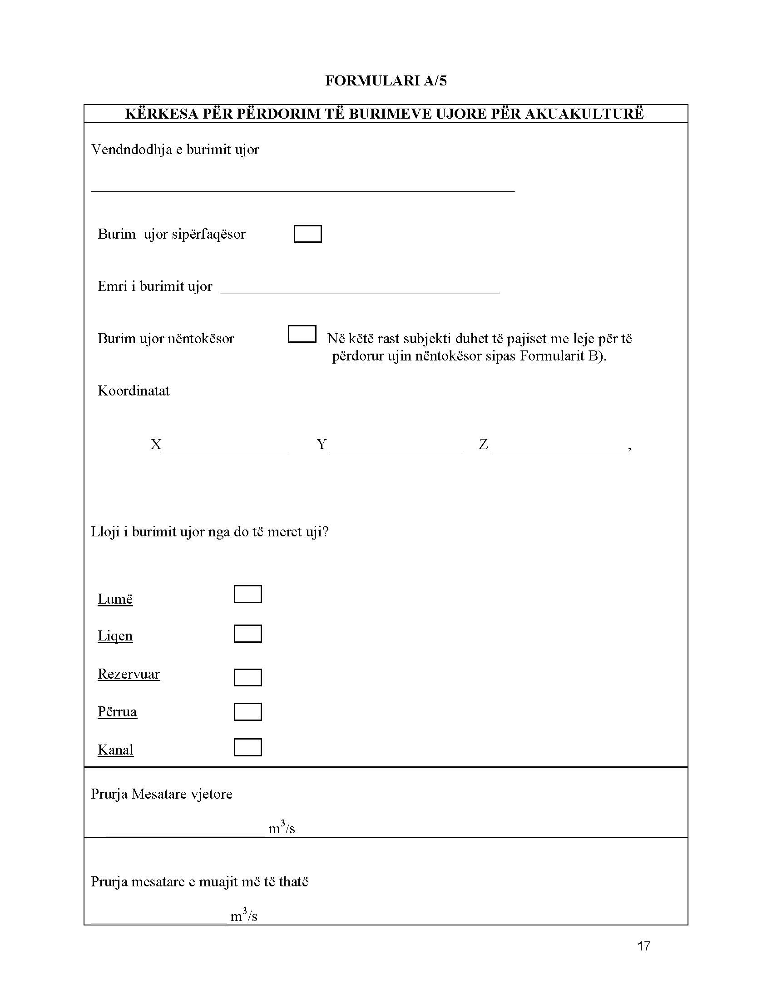 FORMULARI A/5
KËRKESA PËR PËRDORIM TË BURIMEVE UJORE PËR AKUAKULTURË
Vendndodhja e burimit ujor
Burim ujor sipërfaqësor
Emri i burimit ujor
Burim ujor nëntokësor Në këtë rast subjekti duhet të pajiset me leje për të
përdorur ujin nëntokësor sipas Formularit B).
Koordinatat
X Y Z ,
Lloji i burimit ujor nga do të meret uji?
Lumë
Liqen
Rezervuar
Përrua
Kanal
Prurja Mesatare vjetore
m³/s
Prurja mesatare e muajit më të thatë
m³/s
17